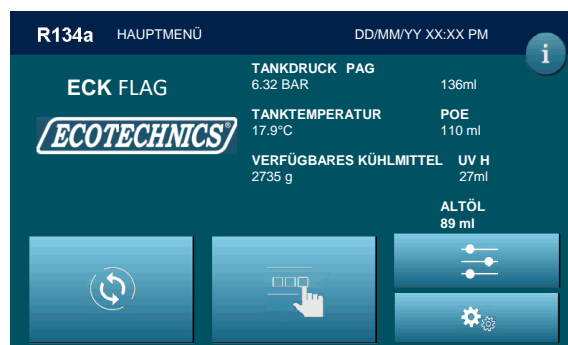 R134a HAUPTMENÜ DD/MM/YY XX:XX PM
i
ECK FLAG
ECOTECHNICS®
TANKDRUCK PAG
6.32 BAR 136ml
TANKTEMPERATUR POE
17.9°C 110 ml
VERFÜGBARES KÜHLMITTEL UV H
2735 g 27ml
ALTÖL
89 ml